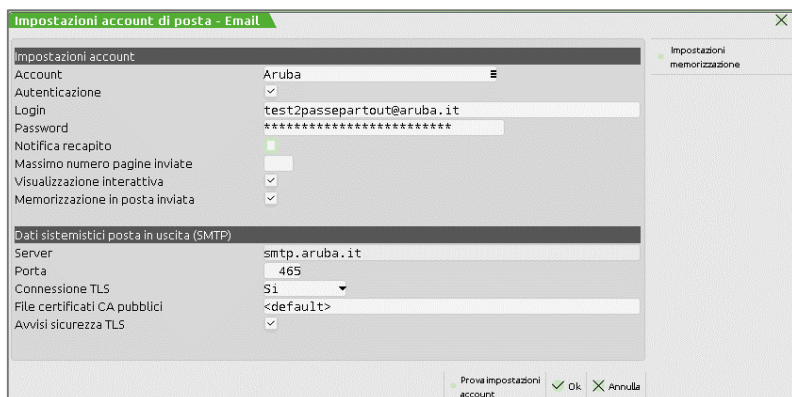 Impostazioni account di posta - Email
Impostazioni account
Account Aruba
Autenticazione
Login test2passepartout@aruba.it
Password *************************
Notifica recapito
Massimo numero pagine inviate
Visualizzazione interattiva
Memorizzazione in posta inviata
Dati sistemistici posta in uscita (SMTP)
Server smtp.aruba.it
Porta 465
Connessione TLS Si
File certificati CA pubblici <default>
Avvisi sicurezza TLS
Impostazioni
memorizzazione
Prova impostazioni
account
Ok
Annulla